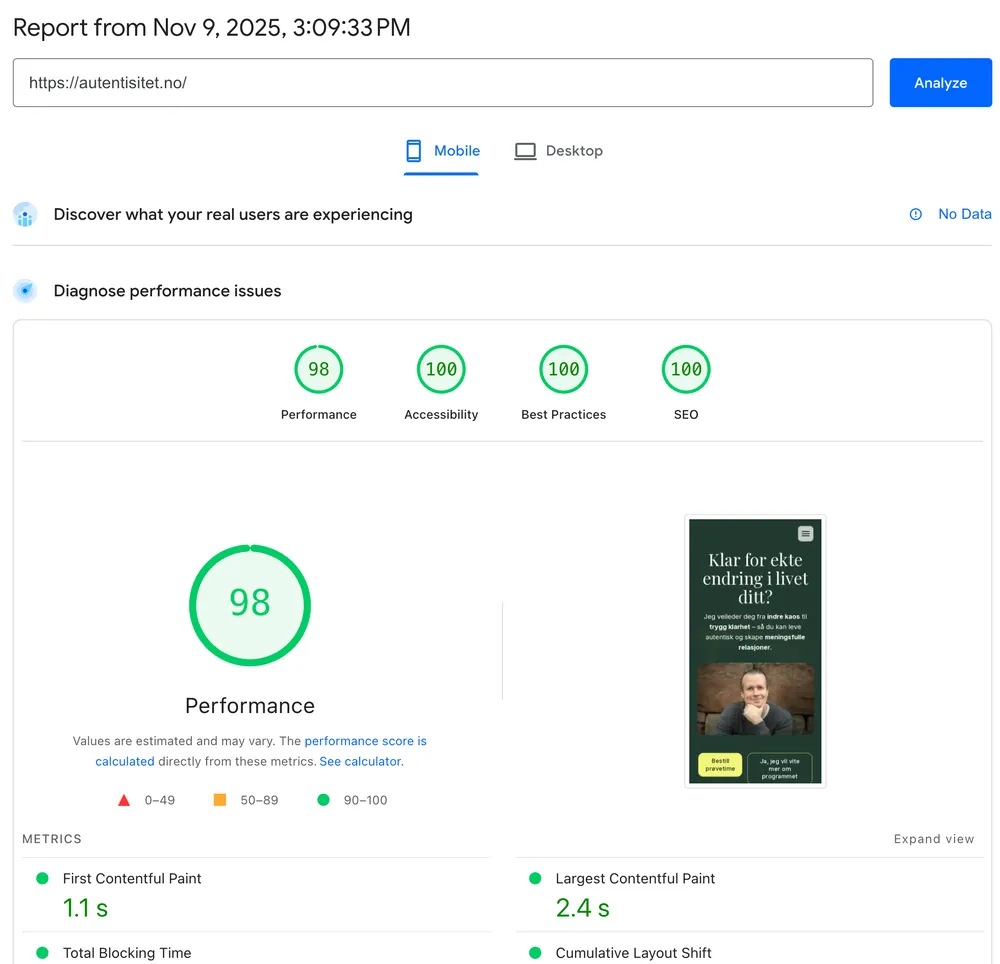 Report from Nov 9, 2025, 3:09:33 PM
https://autentisitet.no/
Analyze
Mobile
Desktop
Discover what your real users are experiencing
No Data
Diagnose performance issues
98
100
100
100
Performance
Accessibility
Best Practices
SEO
98
Performance
Values are estimated and may vary. The performance score is
calculated directly from these metrics. See calculator.
0–49
50–89
90–100
Klar for ekte
endring i livet
ditt?
Jeg veileder deg fra indre kaos til
trygg klarhet – så du kan leve
autentisk og skape meningsfulle
relasjoner.
Bestill
prøvetime
Ja, jeg vil vite
mer om
programmet
METRICS
Expand view
First Contentful Paint
1.1 s
Largest Contentful Paint
2.4 s
Total Blocking Time
Cumulative Layout Shift